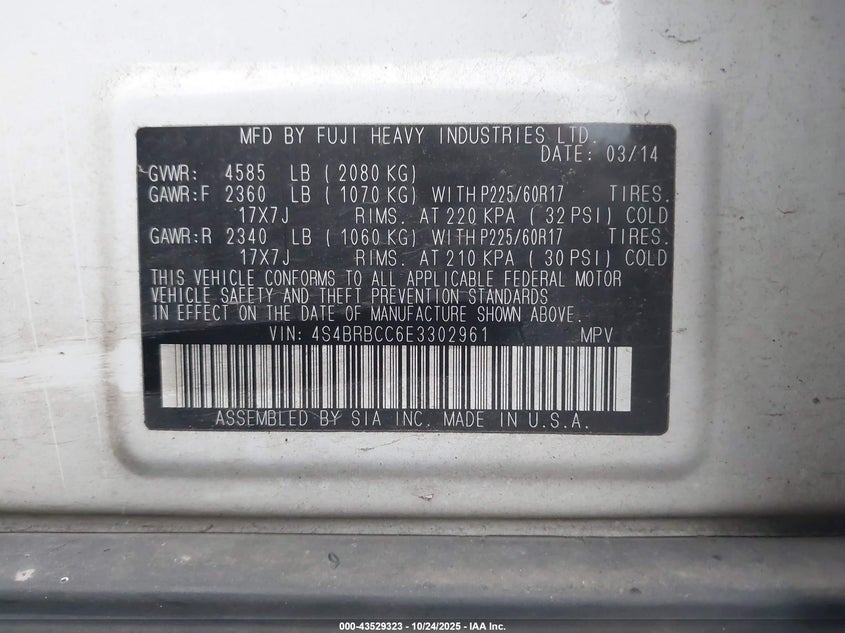 MFD BY FUJI HEAVY INDUSTRIES LTD.
DATE: 03/14
GVWR: 4585 LB ( 2080 KG)
GAWR:F 2360 LB ( 1070 KG) WITH P225/60R17 TIRES.
17X7J RIMS. AT 220 KPA ( 32 PSI) COLD
GAWR:R 2340 LB ( 1060 KG) WITH P225/60R17 TIRES.
17X7J RIMS. AT 210 KPA ( 30 PSI) COLD
THIS VEHICLE CONFORMS TO ALL APPLICABLE FEDERAL MOTOR
VEHICLE SAFETY AND THEFT PREVENTION STANDARDS
IN EFFECT ON THE DATE OF MANUFACTURE SHOWN ABOVE.
VIN: 4S4BRBCC6E3302961 MPV
ASSEMBLED BY SIA INC. MADE IN U.S.A.
000-43529323 - 10/24/2025 - IAA Inc.